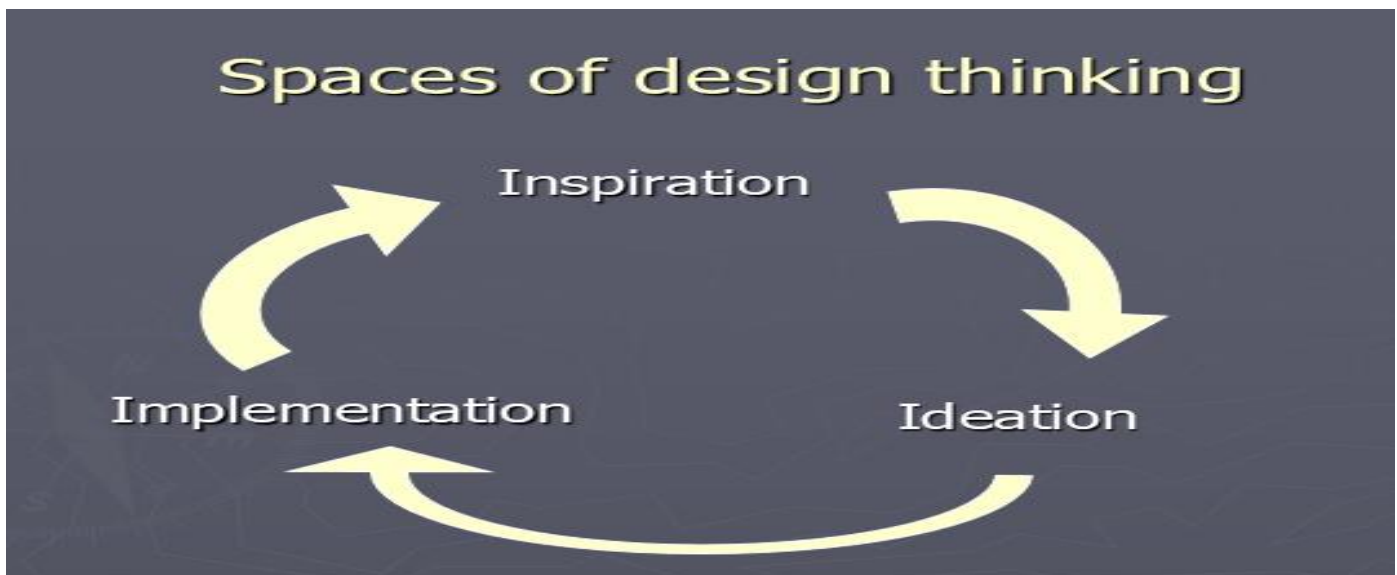 Spaces of design thinking
Inspiration
Implementation
Ideation